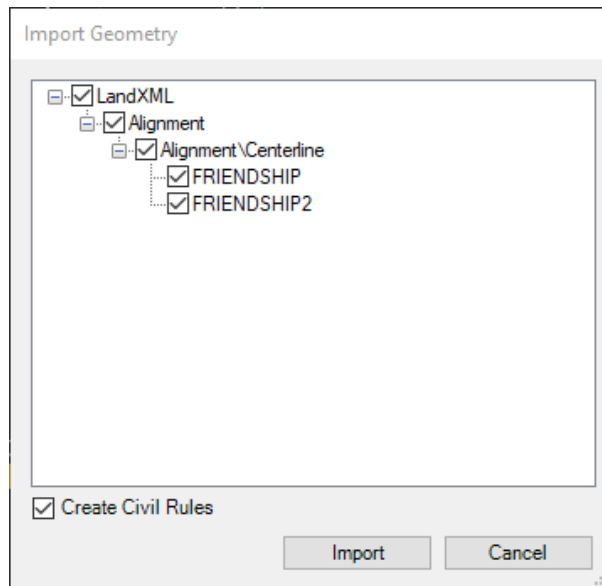 Import Geometry
LandXML
Alignment
Alignment\Centerline
FRIENDSHIP
FRIENDSHIP2
Create Civil Rules
Import Cancel